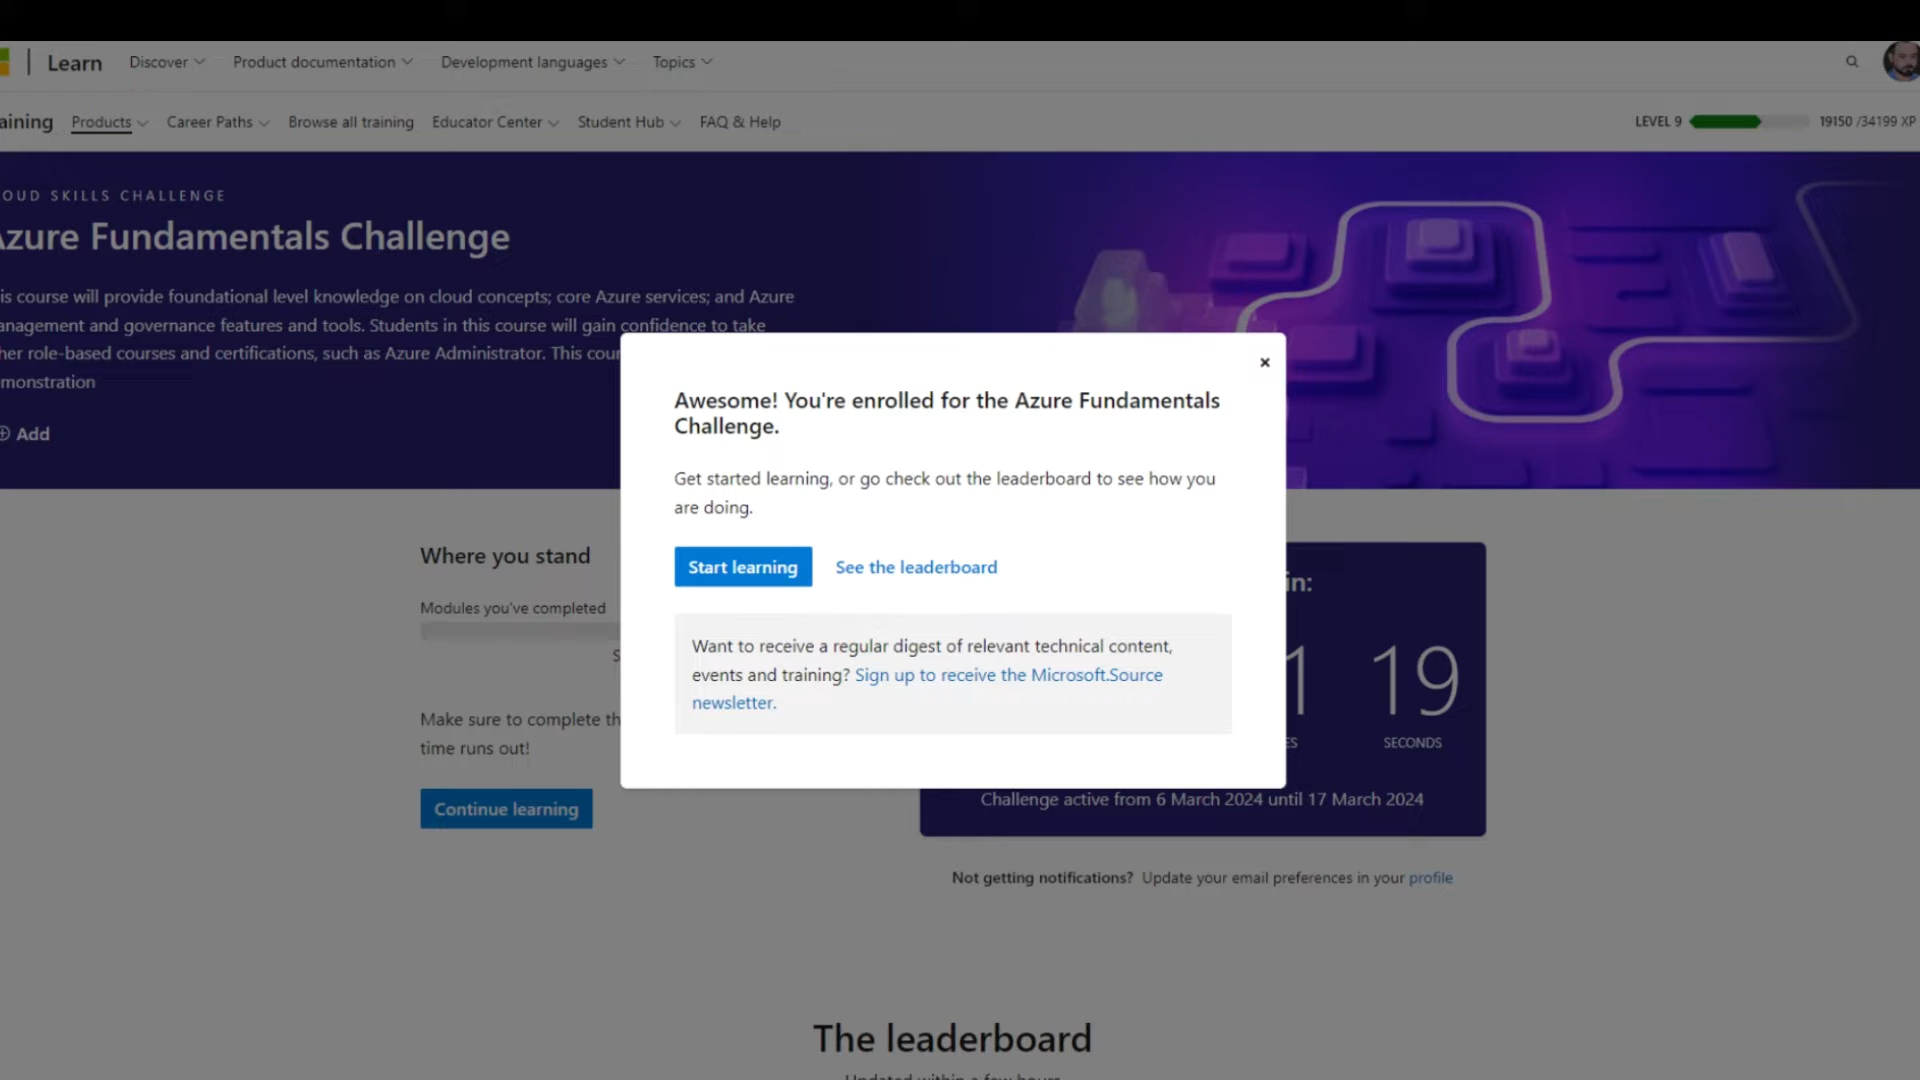 Learn Discover Product documentation Development languages Topics
aining Products Career Paths Browse all training Educator Center Student Hub FAQ & Help LEVEL 9 19150 /34199 XP
OUD SKILLS CHALLENGE
Azure Fundamentals Challenge
is course will provide foundational level knowledge on cloud concepts; core Azure services; and Azure
anagement and governance features and tools. Students in this course will gain confidence to take
her role-based courses and certifications, such as Azure Administrator. This cour
monstration
Add
Awesome! You're enrolled for the Azure Fundamentals
Challenge.
Get started learning, or go check out the leaderboard to see how you
are doing.
Start learning See the leaderboard
Want to receive a regular digest of relevant technical content,
events and training? Sign up to receive the Microsoft.Source
newsletter.
Where you stand
Modules you've completed
Make sure to complete th
time runs out!
Continue learning
in:
1 19
ES SECONDS
Challenge active from 6 March 2024 until 17 March 2024
Not getting notifications? Update your email preferences in your profile
The leaderboard
Updated within a few hours